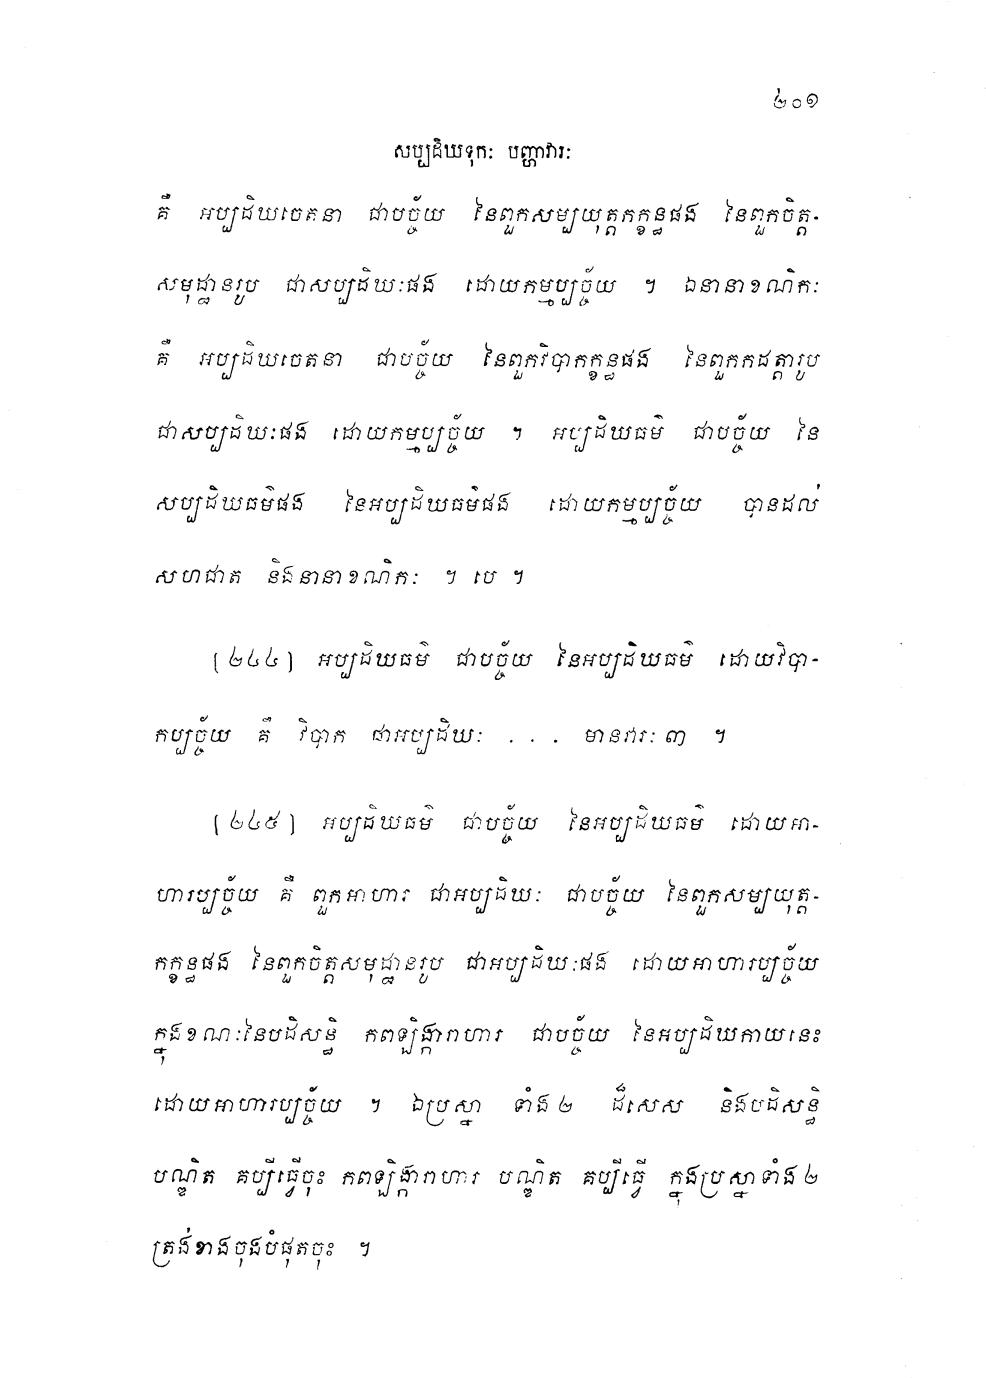 ២០១
សប្បដិឃទុកៈ បញ្ហាវារៈ
គឺ អប្បដិឃចេតនា ជាបច្ច័យ នៃពួកសម្បយុត្តកក្ខន្ធផង នៃពួកចិត្ត-
សមុដ្ឋានរូប ជាសប្បដិឃៈផង ដោយកម្មប្បច្ច័យ ។ ឯនានាខណិកៈ
គឺ អប្បដិឃចេតនា ជាបច្ច័យ នៃពួកវិបាកក្ខន្ធផង នៃពួកកដត្តារូប
ជាសប្បដិឃៈផង ដោយកម្មប្បច្ច័យ ។ អប្បដិឃធម៌ ជាបច្ច័យ នៃ
សប្បដិឃធម៌ផង នៃអប្បដិឃធម៌ផង ដោយកម្មប្បច្ច័យ បានដល់
សហជាត និងនានាខណិកៈ ។ បេ ។
[២៤៤] អប្បដិឃធម៌ ជាបច្ច័យ នៃអប្បដិឃធម៌ ដោយវិបា-
កប្បច្ច័យ គឺ វិបាក ជាអប្បដិឃៈ . . . មានវារៈ ៣ ។
[២៤៥] អប្បដិឃធម៌ ជាបច្ច័យ នៃអប្បដិឃធម៌ ដោយអា-
ហារប្បច្ច័យ គឺ ពួកអាហារ ជាអប្បដិឃៈ ជាបច្ច័យ នៃពួកសម្បយុត្ត-
កក្ខន្ធផង នៃពួកចិត្តសមុដ្ឋានរូប ជាអប្បដិឃៈផង ដោយអាហារប្បច្ច័យ
ក្នុងខណៈនៃបដិសន្ធិ កពឡិង្ការាហារ ជាបច្ច័យ នៃអប្បដិឃកាយនេះ
ដោយអាហារប្បច្ច័យ ។ ឯប្រស្នា ទាំង ២ ដ៏សេស និងបដិសន្ធិ
បណ្ឌិត គប្បីធ្វើចុះ កពឡិង្ការាហារ បណ្ឌិត គប្បីធ្វើ ក្នុងប្រស្នាទាំង ២
ត្រង់ខាងចុងបំផុតចុះ ។